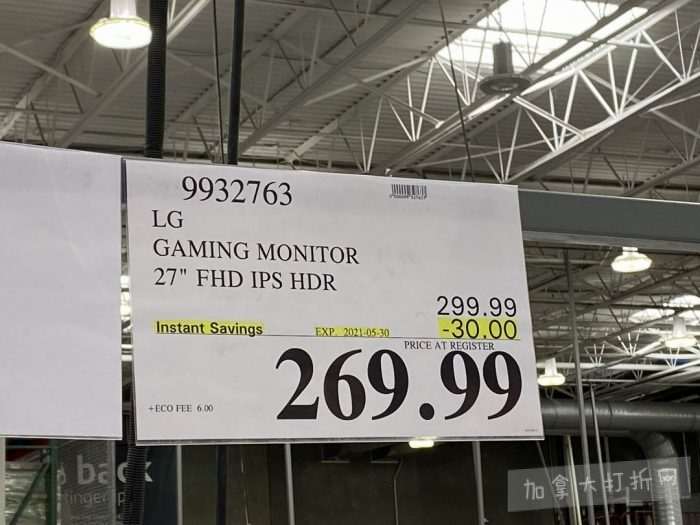 9932763
LG
GAMING MONITOR
27" FHD IPS HDR
299.99
Instant Savings EXP. 2021-05-30 -30.00
PRICE AT REGISTER
269.99
+ECO FEE 6.00
back
加拿大打折网